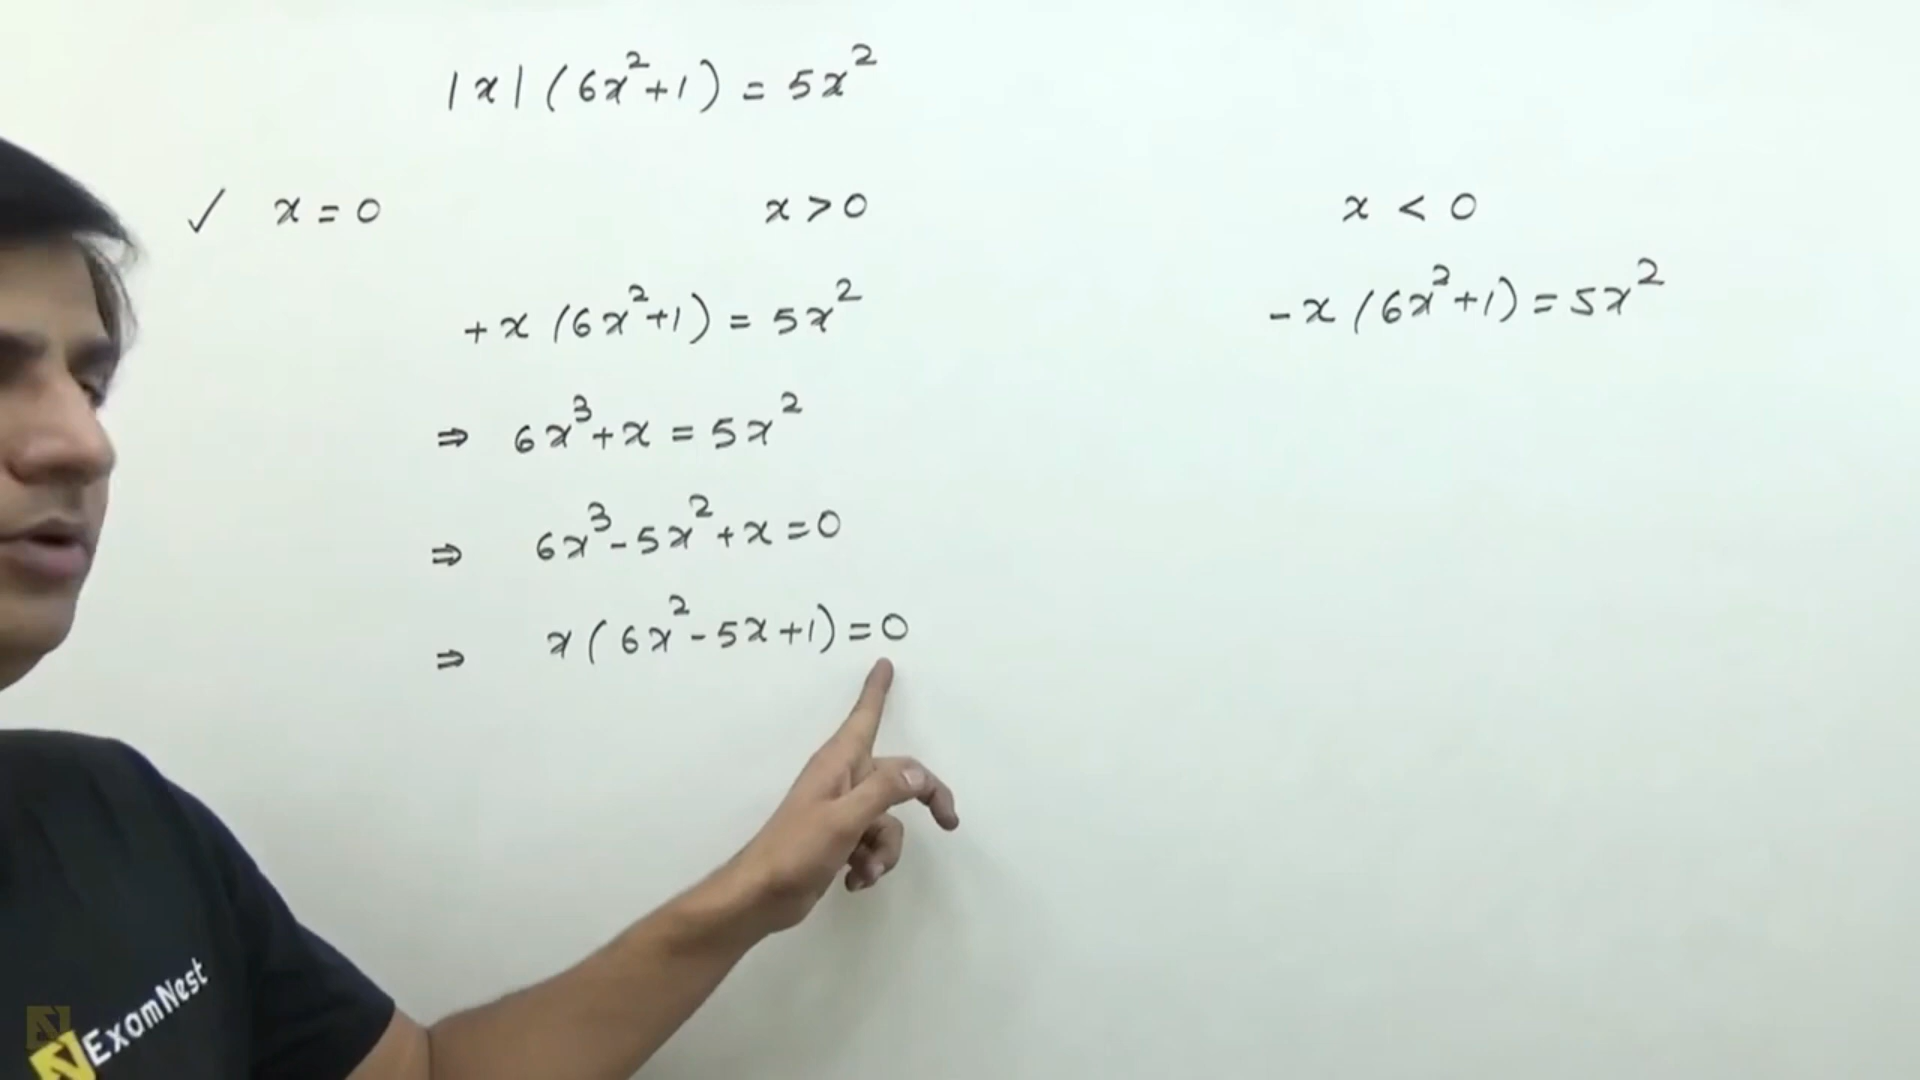 |x| (6x²+1) = 5x²
✓ x = 0
x > 0
x < 0
+x (6x²+1) = 5x²
-x (6x²+1) = 5x²
⇒ 6x³+x = 5x²
⇒ 6x³-5x²+x=0
⇒ x(6x²-5x+1)=0
ExamNest